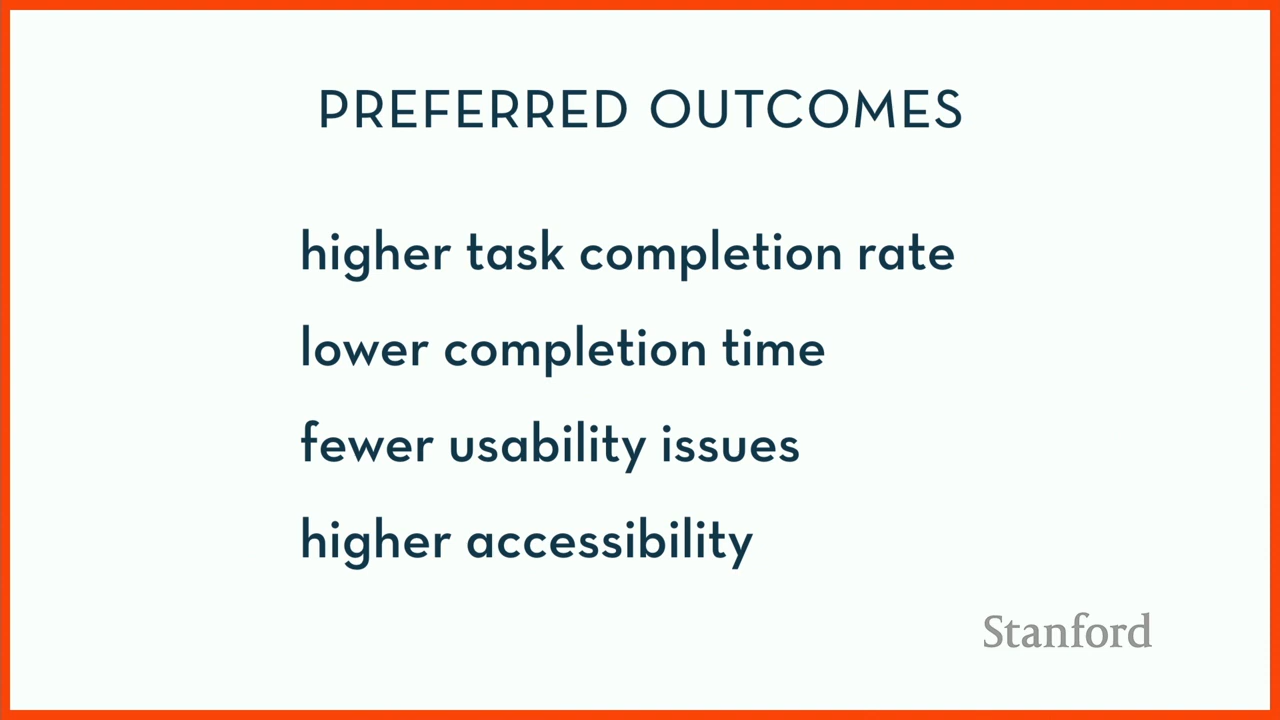 PREFERRED OUTCOMES
higher task completion rate
lower completion time
fewer usability issues
higher accessibility
Stanford